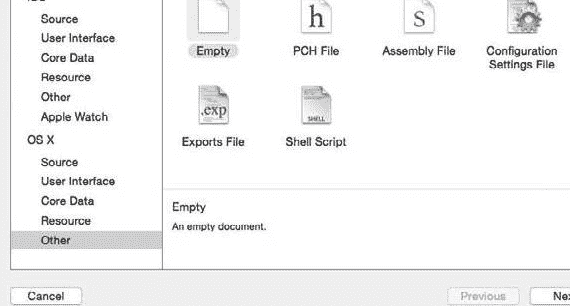 Source
User Interface
Core Data
Resource
Other
Apple Watch
OS X
Source
User Interface
Core Data
Resource
Other
h
s
Empty
PCH File
Assembly File
Configuration
Settings File
.exp
SHELL
Exports File
Shell Script
Empty
An empty document.
Cancel
Previous